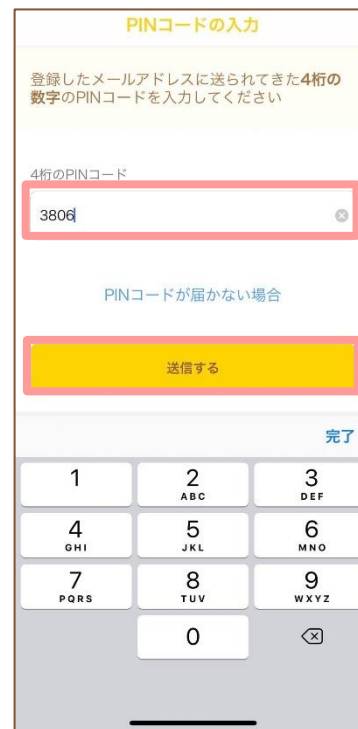 PINコードの入力
登録したメールアドレスに送られてきた4桁の
数字のPINコードを入力してください
4桁のPINコード
3806
PINコードが届かない場合
送信する
完了
1
2
ABC
3
DEF
4
GHI
5
JKL
6
MNO
7
PQRS
8
TUV
9
WXYZ
0